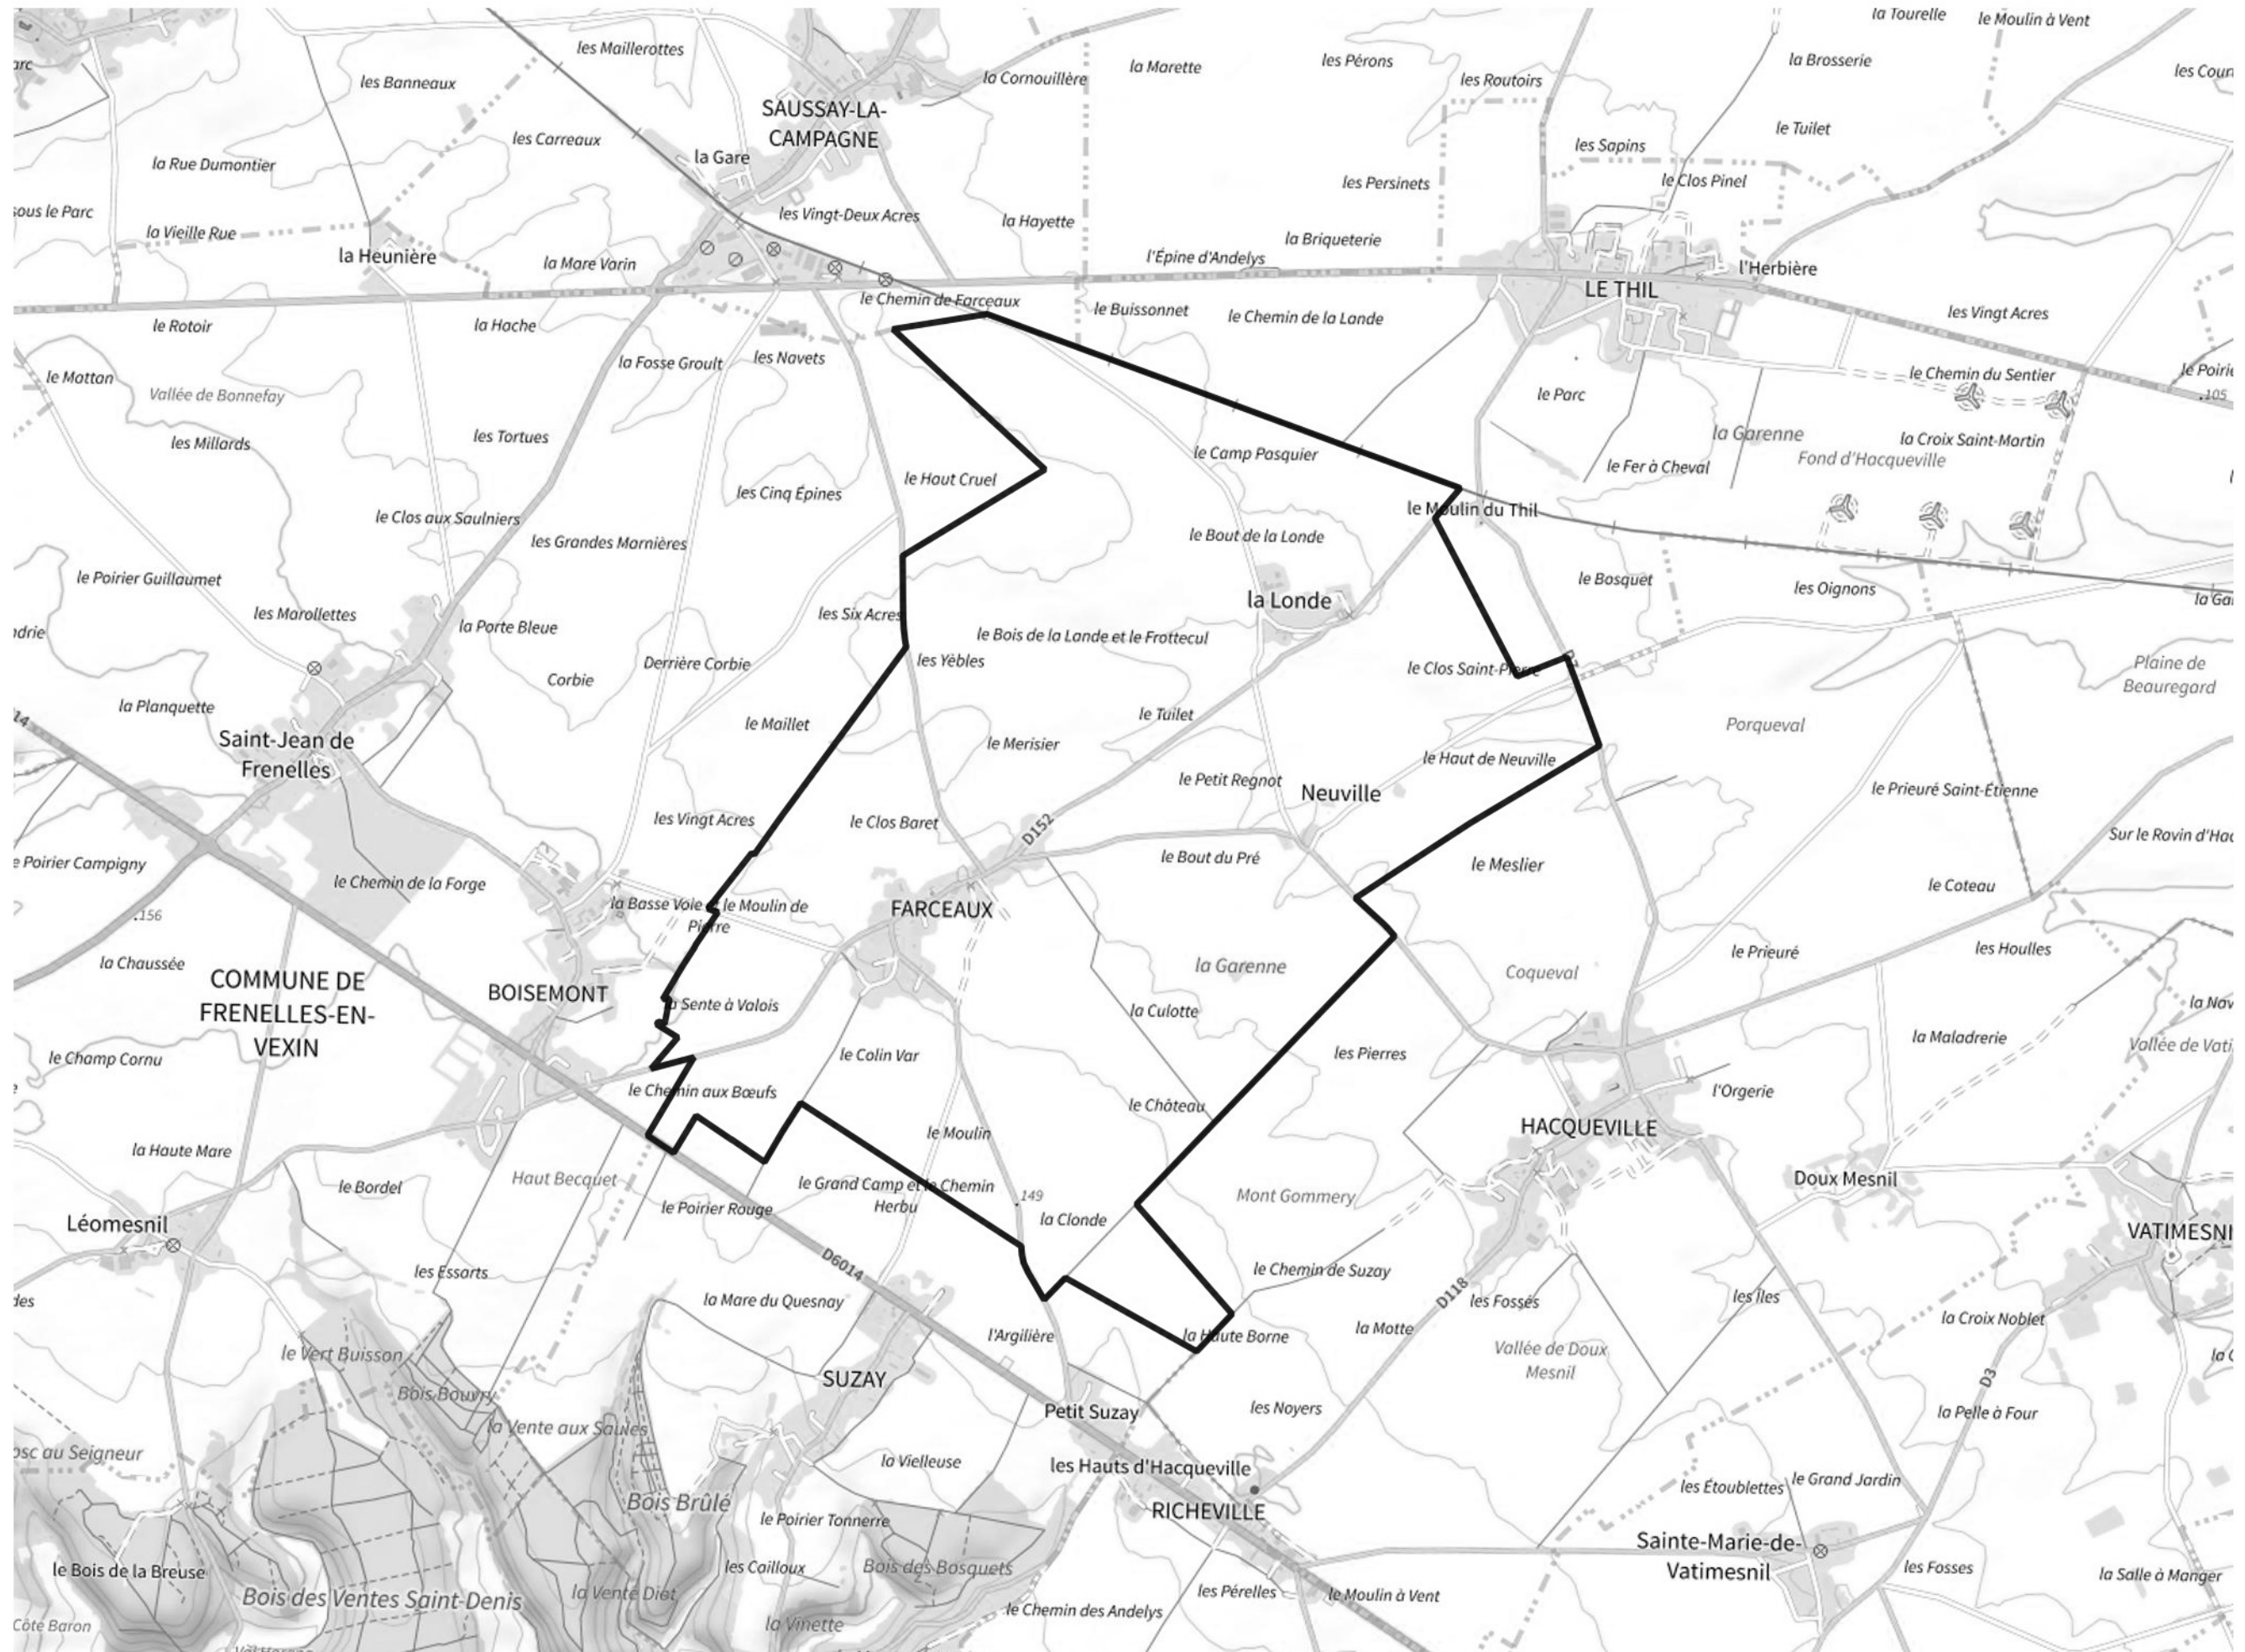 la Tourelle
le Moulin à Vent
les Maillerottes
les Pérons
la Brosserie
la Marette
les Routoirs
les Banneaux
la Cornouillère
SAUSSAY-LA-
CAMPAGNE
le Tuilet
les Carreaux
les Sapins
la Gare
la Rue Dumontier
les Persinets
le Clos Pinel
sous le Parc
les Vingt-Deux Acres
la Hayette
la Vieille Rue
la Briqueterie
la Heunière
la Mare Varin
l'Épine d'Andelys
l'Herbière
LE THIL
le Chemin de Farceaux
le Buissonnet
le Chemin de la Lande
les Vingt Acres
le Rotoir
la Hache
la Fosse Groult
les Navets
le Mottan
le Chemin du Sentier
Vallée de Bonnefay
le Parc
105
les Millards
les Tortues
la Garenne
la Croix Saint-Martin
le Camp Pasquier
Fond d'Hacqueville
le Fer à Cheval
le Haut Cruel
les Cinq Épines
le Moulin du Thil
le Clos aux Saulniers
les Grandes Marnières
le Bout de la Londe
le Poirier Guillaumet
le Bosquet
les Oignons
la Londe
les Marollettes
les Six Acres
la Porte Bleue
le Bois de la Lande et le Frottecul
les Yèbles
Derrière Corbie
le Clos Saint-Pierre
Plaine de
Beauregard
Corbie
la Planquette
le Tuilet
le Maillet
Porqueval
Saint-Jean de
Frenelles
le Merisier
le Haut de Neuville
le Petit Regnot
Neuville
le Prieuré Saint-Étienne
les Vingt Acres
le Clos Baret
D152
le Poirier Campigny
le Bout du Pré
le Meslier
le Chemin de la Forge
le Coteau
la Basse Voie et le Moulin de
Pierre
FARCEAUX
156
la Chaussée
la Garenne
Coqueval
le Prieuré
les Houlles
COMMUNE DE
FRENELLES-EN-
VEXIN
BOISEMONT
la Sente à Valois
la Culotte
la Maladrerie
le Champ Cornu
le Colin Var
les Pierres
le Chemin aux Bœufs
l'Orgerie
le Château
la Haute Mare
le Moulin
HACQUEVILLE
Haut Becquet
le Bordel
le Grand Camp et le Chemin
Herbu
149
Mont Gommery
Doux Mesnil
le Poirier Rouge
la Clonde
Léomesnil
VATIMESNI
D6014
les Essarts
le Chemin de Suzay
D118
la Mare du Quesnay
les Fossés
les Iles
l'Argilière
la Haute Borne
la Motte
la Croix Noblet
le Vert Buisson
Vallée de Doux
Mesnil
SUZAY
Bois Bouvry
D3
Petit Suzay
les Noyers
la Pelle à Four
la Vente aux Saules
la Vielleuse
les Hauts d'Hacqueville
les Étoublettes
le Grand Jardin
Bois Brûlé
RICHEVILLE
le Poirier Tonnerre
Sainte-Marie-de-
Vatimesnil
le Bois de la Breuse
les Cailloux
Bois des Bosquets
les Fosses
la Salle à Manger
Bois des Ventes Saint-Denis
la Vente Diot
les Pérelles
le Moulin à Vent
le Chemin des Andelys
Côte Baron
la Vinette